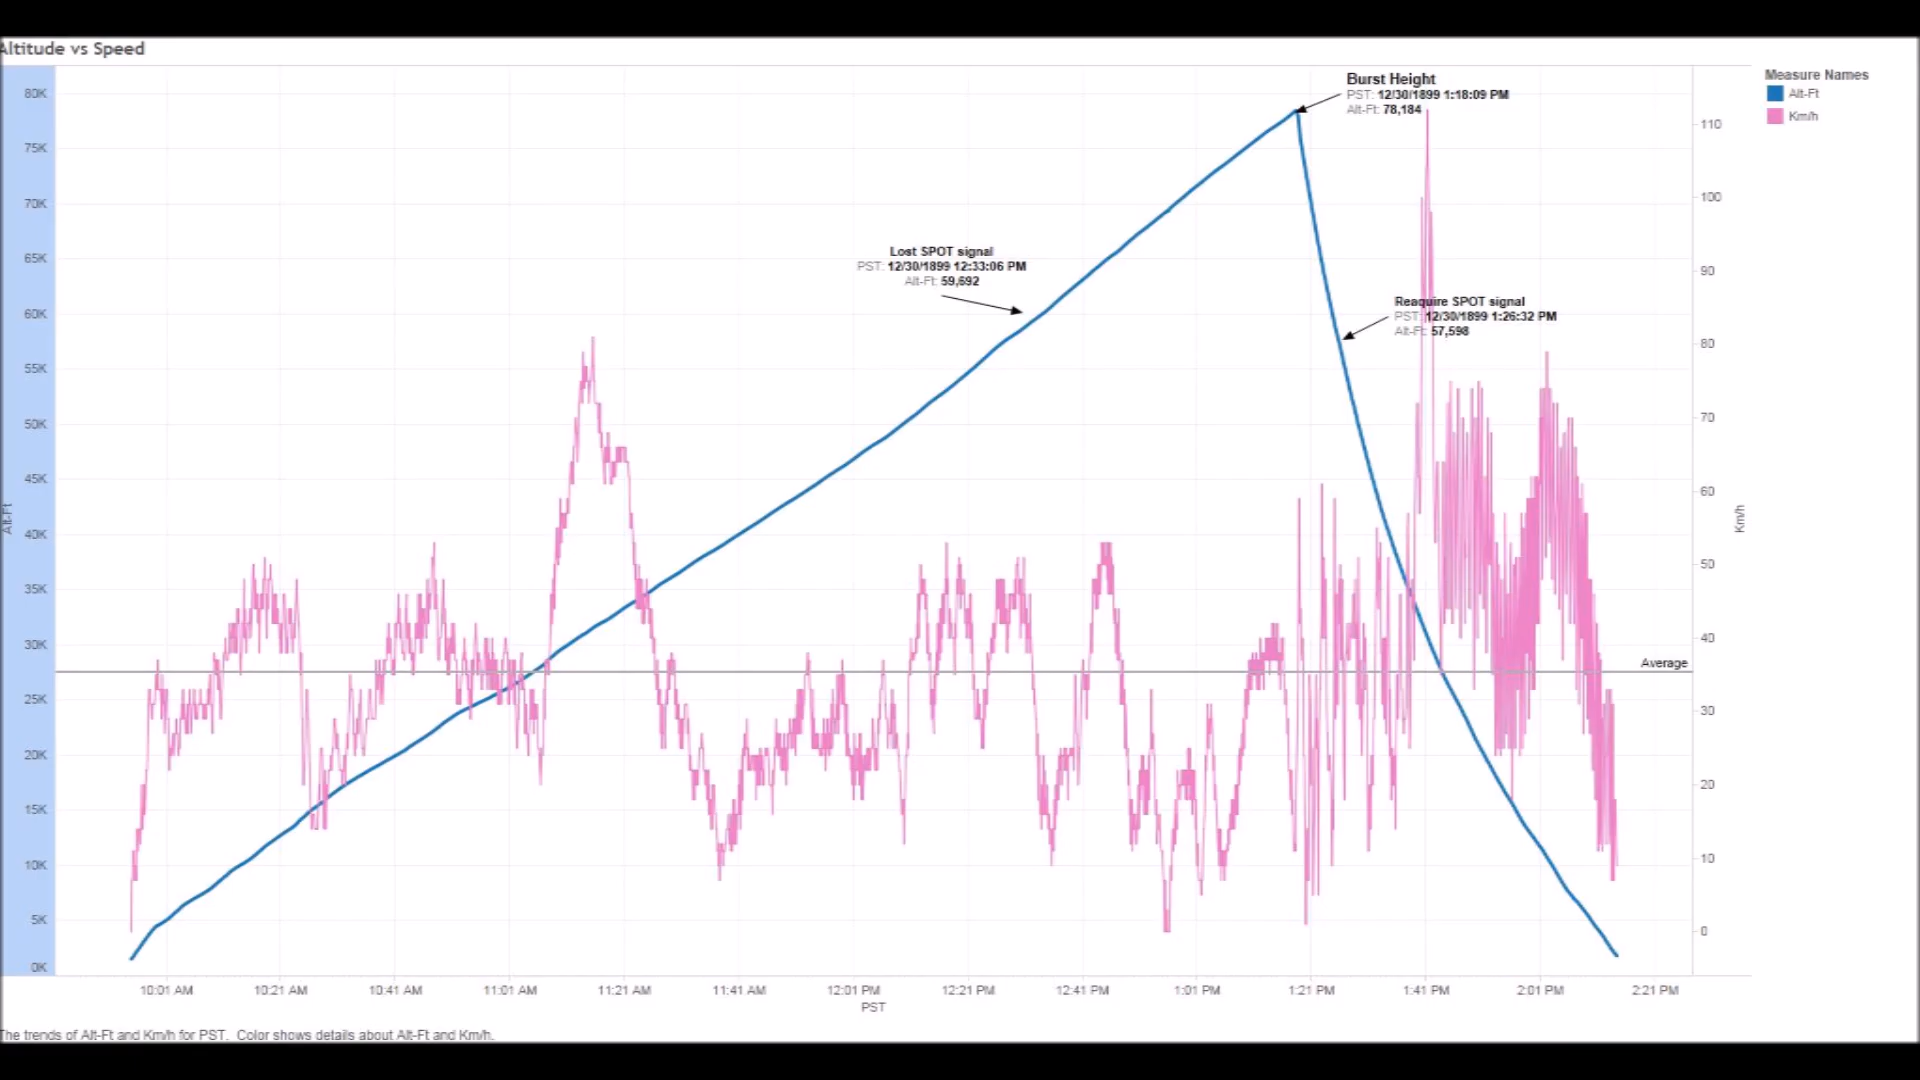 Altitude vs Speed
Measure Names
Alt-Ft
Km/h
Burst Height
PST: 12/30/1899 1:18:09 PM
Alt-Ft: 78,184
Lost SPOT signal
PST: 12/30/1899 12:33:06 PM
Alt-Ft: 59,692
Reaquire SPOT signal
PST: 12/30/1899 1:26:32 PM
Alt-Ft: 57,598
Average
80K
75K
70K
65K
60K
55K
50K
45K
40K
35K
30K
25K
20K
15K
10K
5K
0K
Alt-Ft
110
100
90
80
70
60
50
40
30
20
10
0
Km/h
10:01 AM 10:21 AM 10:41 AM 11:01 AM 11:21 AM 11:41 AM 12:01 PM 12:21 PM 12:41 PM 1:01 PM 1:21 PM 1:41 PM 2:01 PM 2:21 PM
PST
The trends of Alt-Ft and Km/h for PST. Color shows details about Alt-Ft and Km/h.